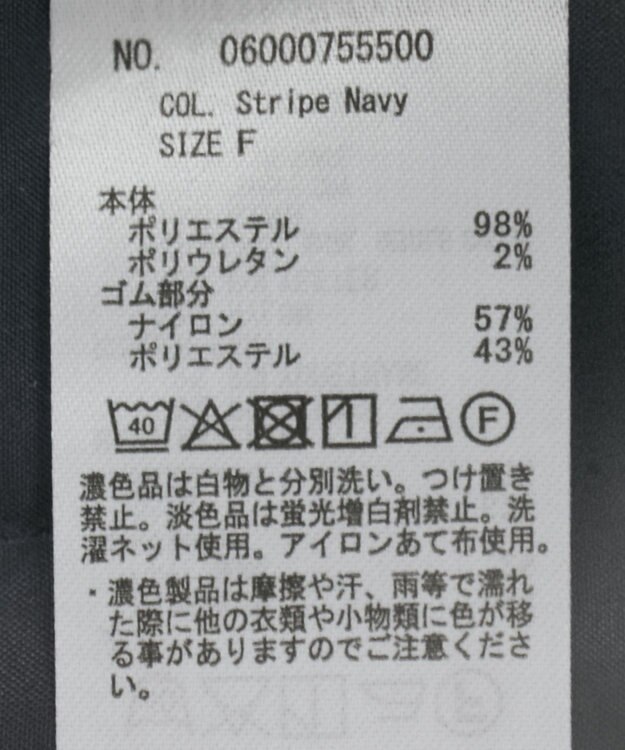 NO. 06000755500
COL. Stripe Navy
SIZE F
本体
ポリエステル 98%
ポリウレタン 2%
ゴム部分
ナイロン 57%
ポリエステル 43%
40 F
濃色品は白物と分別洗い。つけ置き
禁止。淡色品は蛍光増白剤禁止。洗
濯ネット使用。アイロンあて布使用。
・濃色製品は摩擦や汗、雨等で濡れ
た際に他の衣類や小物類に色が移
る事がありますのでご注意くださ
い。